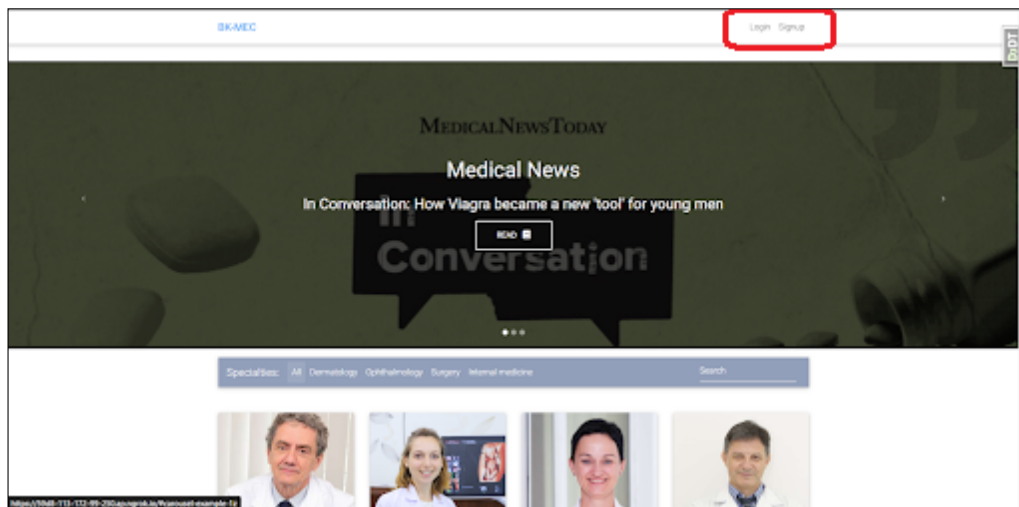 BK-MEC
Login Signup
DJDT
MEDICALNEWSTODAY
Medical News
In Conversation: How Viagra became a new 'tool' for young men
READ
In
Conversation
Specialties: All Dermatology Ophthalmology Surgery Internal medicine
Search